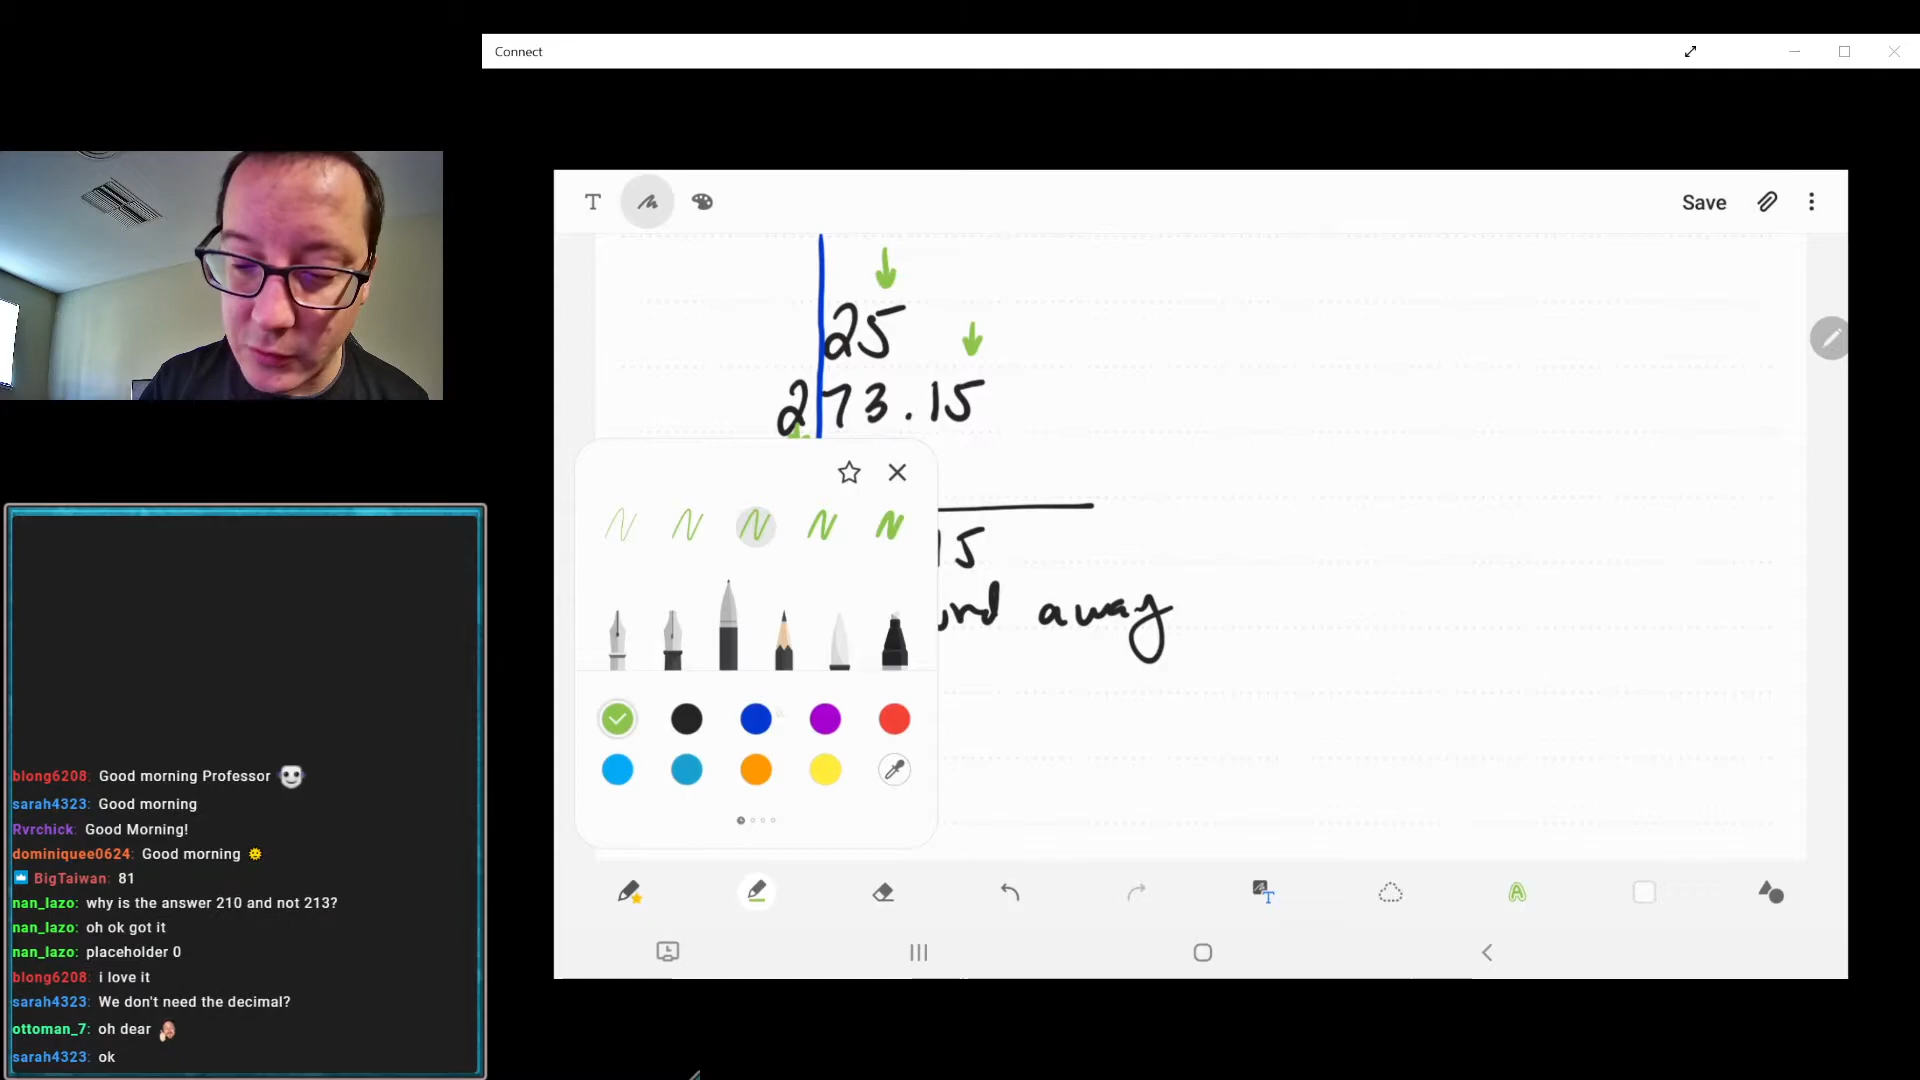 Connect
T
Save
25
273.15
15
away
T
A
blong6208: Good morning Professor
sarah4323: Good morning
Rvrchick: Good Morning!
dominiquee0624: Good morning
BigTaiwan: 81
nan_lazo: why is the answer 210 and not 213?
nan_lazo: oh ok got it
nan_lazo: placeholder 0
blong6208: i love it
sarah4323: We don't need the decimal?
ottoman_7: oh dear
sarah4323: ok